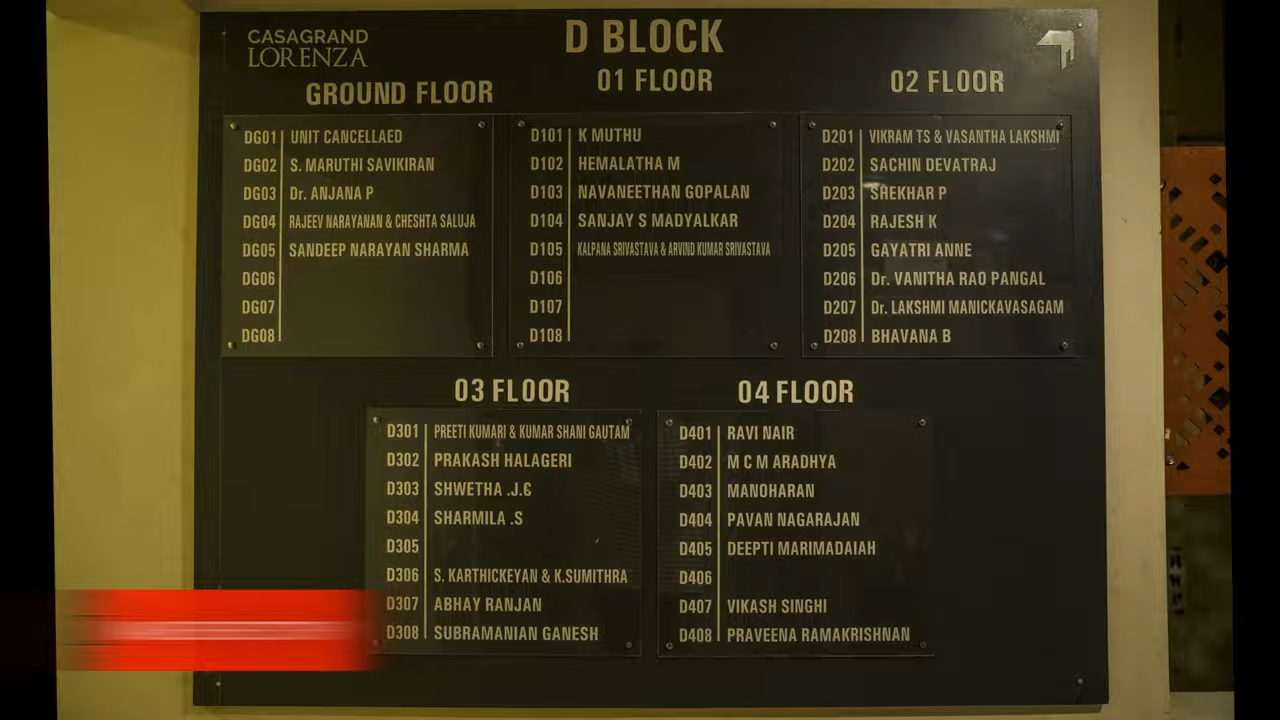 CASAGRAND
LORENZA
D BLOCK
GROUND FLOOR
DG01 UNIT CANCELLAED
DG02 S. MARUTHI SAVIKIRAN
DG03 Dr. ANJANA P
DG04 RAJEEV NARAYANAN & CHESHTA SALUJA
DG05 SANDEEP NARAYAN SHARMA
DG06
DG07
DG08
01 FLOOR
D101 K MUTHU
D102 HEMALATHA M
D103 NAVANEETHAN GOPALAN
D104 SANJAY S MADYALKAR
D105 KALPANA SRIVASTAVA & ARVIND KUMAR SRIVASTAVA
D106
D107
D108
02 FLOOR
D201 VIKRAM TS & VASANTHA LAKSHMI
D202 SACHIN DEVATRAJ
D203 SHEKHAR P
D204 RAJESH K
D205 GAYATRI ANNE
D206 Dr. VANITHA RAO PANGAL
D207 Dr. LAKSHMI MANICKAVASAGAM
D208 BHAVANA B
03 FLOOR
D301 PREETI KUMARI & KUMAR SHANI GAUTAM
D302 PRAKASH HALAGERI
D303 SHWETHA .J.C
D304 SHARMILA .S
D305
D306 S. KARTHICKEYAN & K.SUMITHRA
D307 ABHAY RANJAN
D308 SUBRAMANIAN GANESH
04 FLOOR
D401 RAVI NAIR
D402 M C M ARADHYA
D403 MANOHARAN
D404 PAVAN NAGARAJAN
D405 DEEPTI MARIMADAIAH
D406
D407 VIKASH SINGHI
D408 PRAVEENA RAMAKRISHNAN